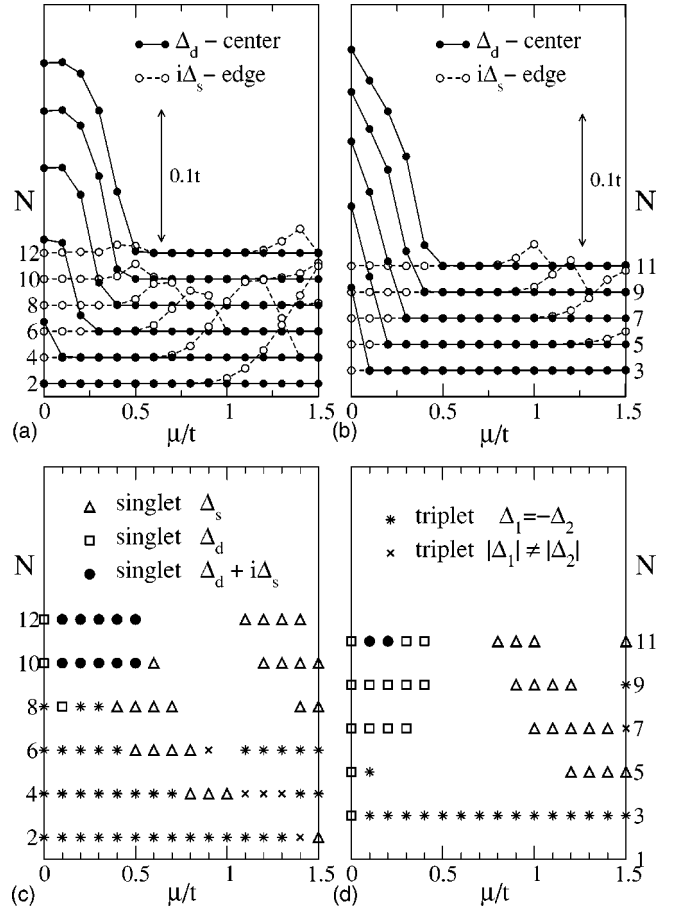 Δd – center
iΔs – edge
0.1t
N
12
10
8
6
4
2
0 0.5 1 1.5
(a) μ/t
Δd – center
iΔs – edge
0.1t
N
11
9
7
5
3
0 0.5 1 1.5
(b) μ/t
△ singlet Δs
□ singlet Δd
● singlet Δd + iΔs
N
12
10
8
6
4
2
0 0.5 1 1.5
(c) μ/t
* triplet Δ1=−Δ2
× triplet |Δ1| ≠ |Δ2|
N
11
9
7
5
3
1
0 0.5 1 1.5
(d) μ/t